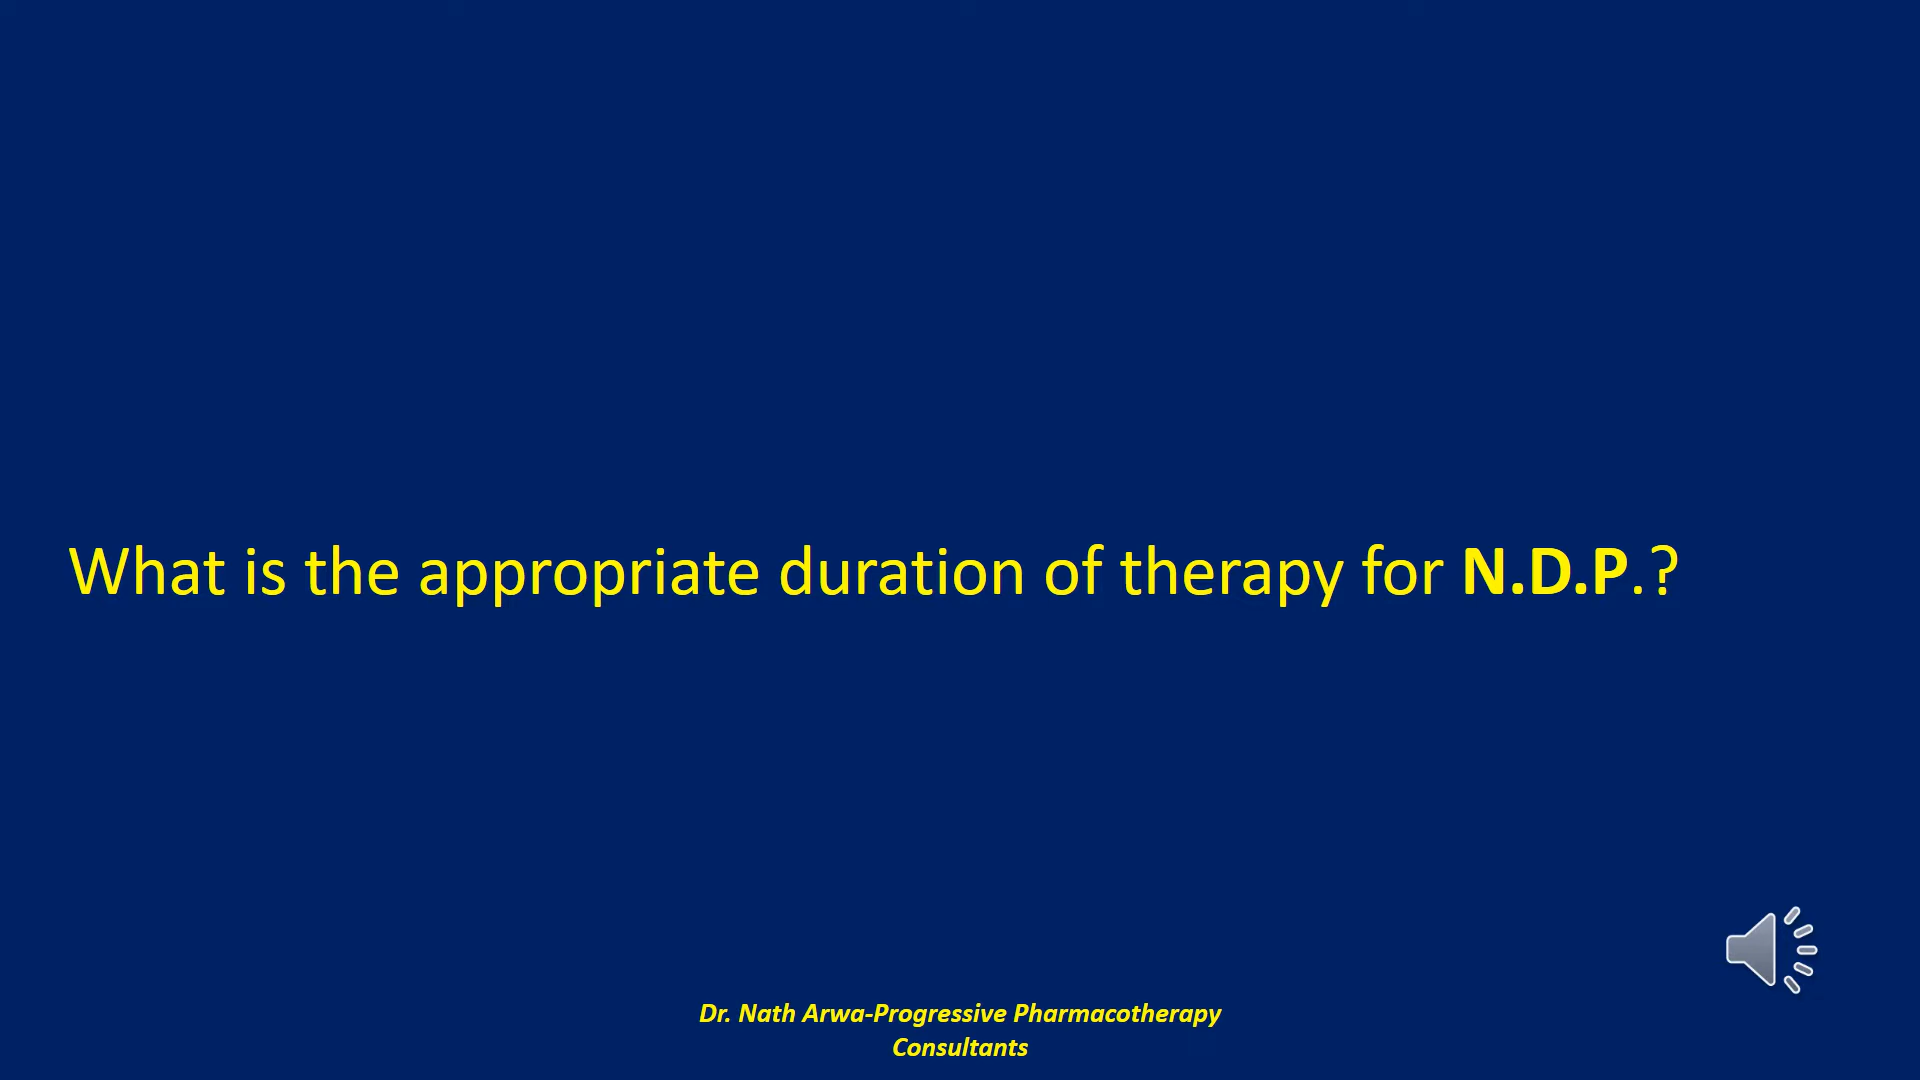 What is the appropriate duration of therapy for N.D.P.?
Dr. Nath Arwa-Progressive Pharmacotherapy
Consultants